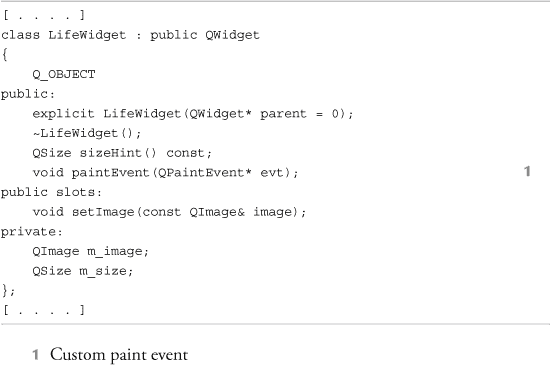 [ . . . . ]
class LifeWidget : public QWidget
{
    Q_OBJECT
public:
    explicit LifeWidget(QWidget* parent = 0);
    ~LifeWidget();
    QSize sizeHint() const;
    void paintEvent(QPaintEvent* evt); 1
public slots:
    void setImage(const QImage& image);
private:
    QImage m_image;
    QSize m_size;
};
[ . . . . ]
1 Custom paint event